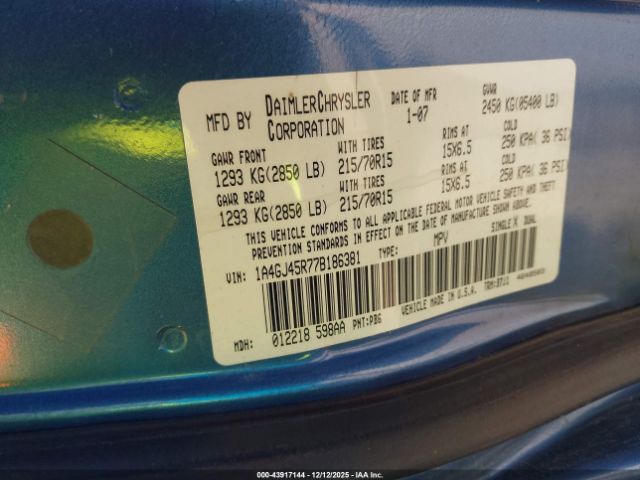 MFD BY DAIMLERCHRYSLER CORPORATION
DATE OF MFR 1-07
GVWR 2450 KG(05400 LB)
GAWR FRONT 1293 KG(2850 LB)
WITH TIRES 215/70R15
RIMS AT 15X6.5
COLD 250 KPA( 36 PSI)
GAWR REAR 1293 KG(2850 LB)
WITH TIRES 215/70R15
RIMS AT 15X6.5
COLD 250 KPA( 36 PSI)
THIS VEHICLE CONFORMS TO ALL APPLICABLE FEDERAL MOTOR VEHICLE SAFETY AND THEFT
PREVENTION STANDARDS IN EFFECT ON THE DATE OF MANUFACTURE SHOWN ABOVE.
VIN: 1A4GJ45R77B186381 TYPE: MPV SINGLE X DUAL
VEHICLE MADE IN U.S.A. TRM:
MDH: 012218 598AA PNT:PBG
000-43917144 - 12/12/2025 - IAA Inc.